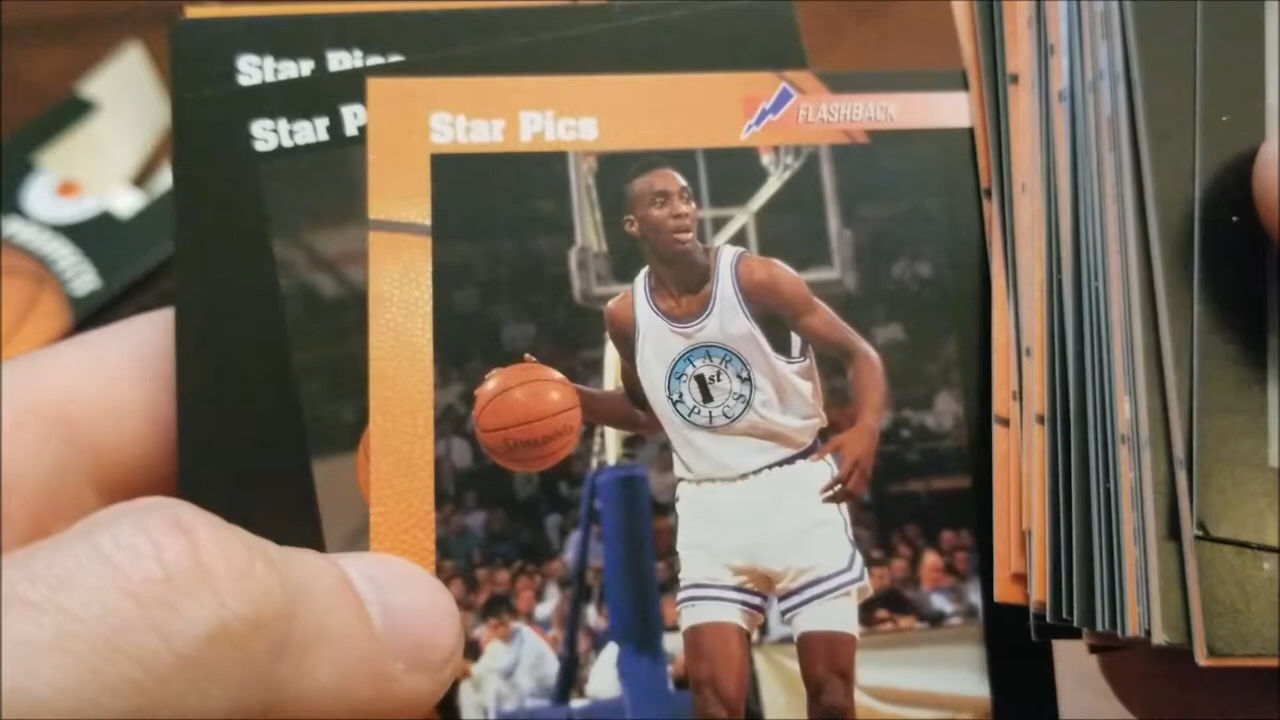 Star Pics
Star P
Star Pics
FLASHBACK
STAR
1st
PICS
SPALDING